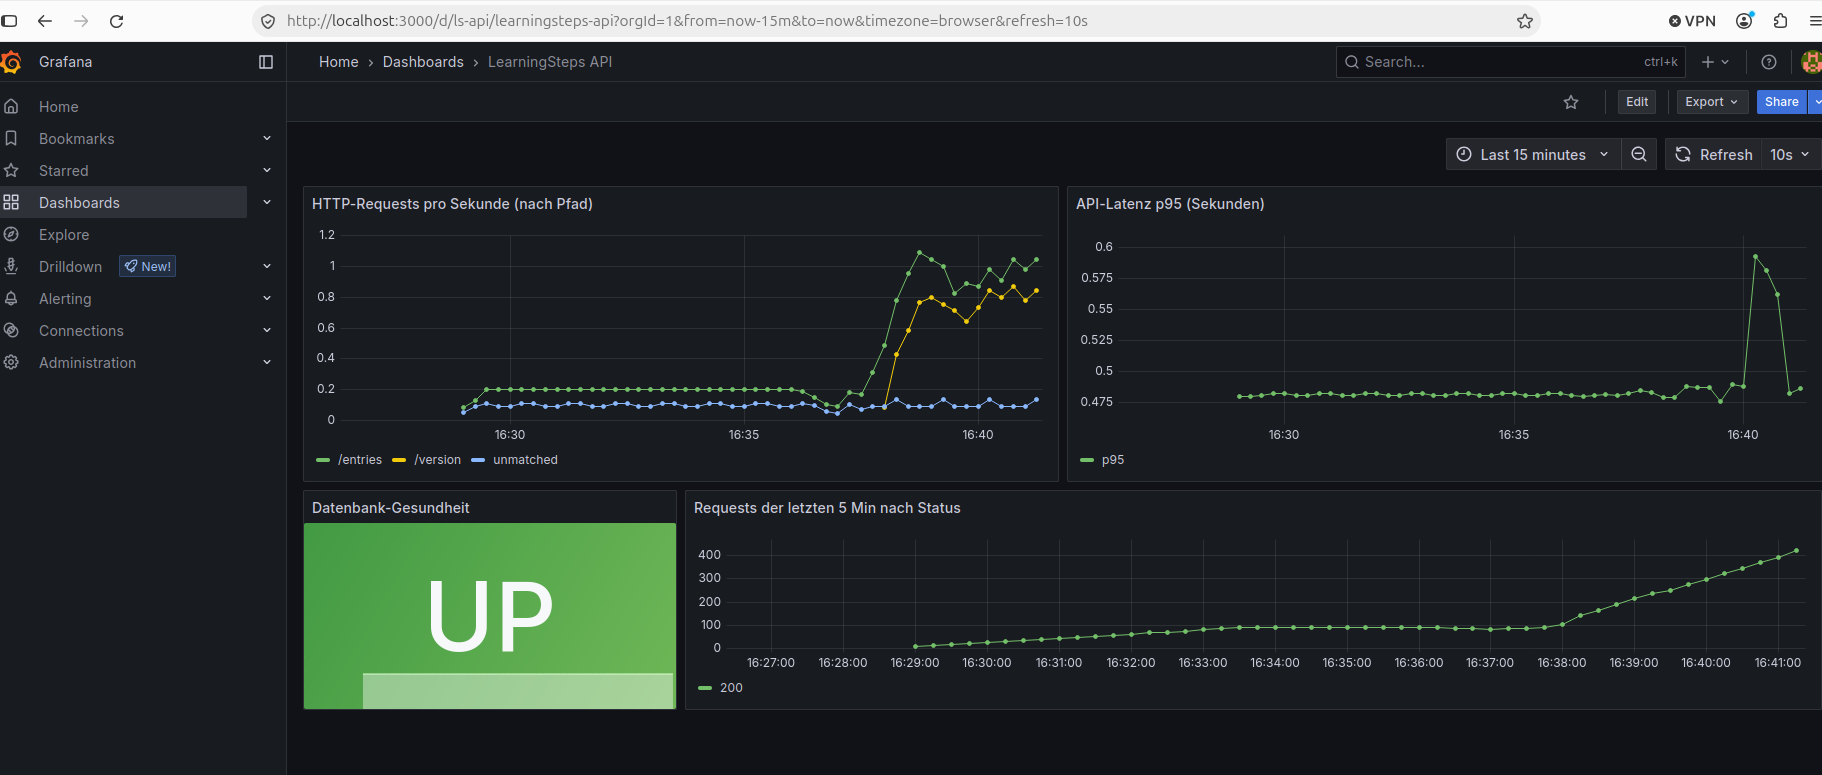 http://localhost:3000/d/ls-api/learningsteps-api?orgId=1&from=now-15m&to=now&timezone=browser&refresh=10s
VPN
Grafana
Home › Dashboards › LearningSteps API
Search... ctrl+k
Edit
Export
Share
Home
Bookmarks
Starred
Dashboards
Explore
Drilldown New!
Alerting
Connections
Administration
Last 15 minutes
Refresh 10s
HTTP-Requests pro Sekunde (nach Pfad)
1.2
1
0.8
0.6
0.4
0.2
0
16:30 16:35 16:40
/entries /version unmatched
API-Latenz p95 (Sekunden)
0.6
0.575
0.55
0.525
0.5
0.475
16:30 16:35 16:40
p95
Datenbank-Gesundheit
UP
Requests der letzten 5 Min nach Status
400
300
200
100
0
16:27:00 16:28:00 16:29:00 16:30:00 16:31:00 16:32:00 16:33:00 16:34:00 16:35:00 16:36:00 16:37:00 16:38:00 16:39:00 16:40:00 16:41:00
200